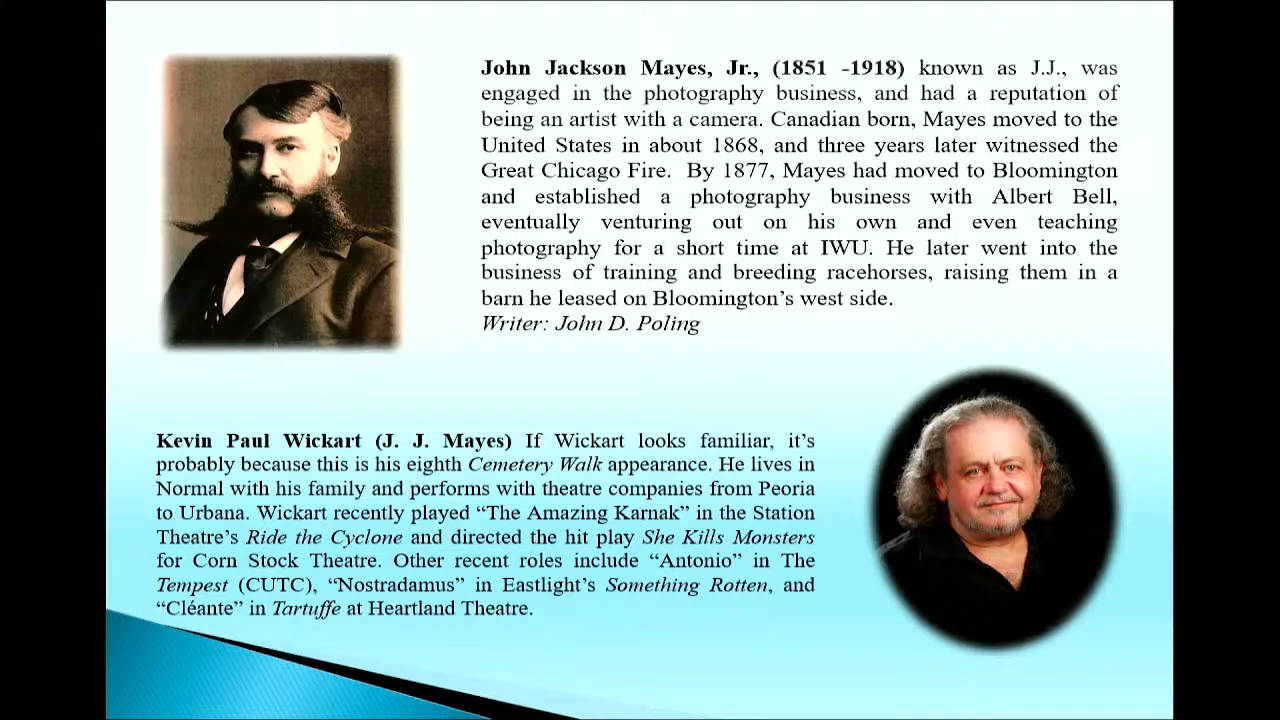 John Jackson Mayes, Jr., (1851 -1918) known as J.J., was
engaged in the photography business, and had a reputation of
being an artist with a camera. Canadian born, Mayes moved to the
United States in about 1868, and three years later witnessed the
Great Chicago Fire. By 1877, Mayes had moved to Bloomington
and established a photography business with Albert Bell,
eventually venturing out on his own and even teaching
photography for a short time at IWU. He later went into the
business of training and breeding racehorses, raising them in a
barn he leased on Bloomington’s west side.
Writer: John D. Poling
Kevin Paul Wickart (J. J. Mayes) If Wickart looks familiar, it’s
probably because this is his eighth Cemetery Walk appearance. He lives in
Normal with his family and performs with theatre companies from Peoria
to Urbana. Wickart recently played “The Amazing Karnak” in the Station
Theatre’s Ride the Cyclone and directed the hit play She Kills Monsters
for Corn Stock Theatre. Other recent roles include “Antonio” in The
Tempest (CUTC), “Nostradamus” in Eastlight’s Something Rotten, and
“Cléante” in Tartuffe at Heartland Theatre.